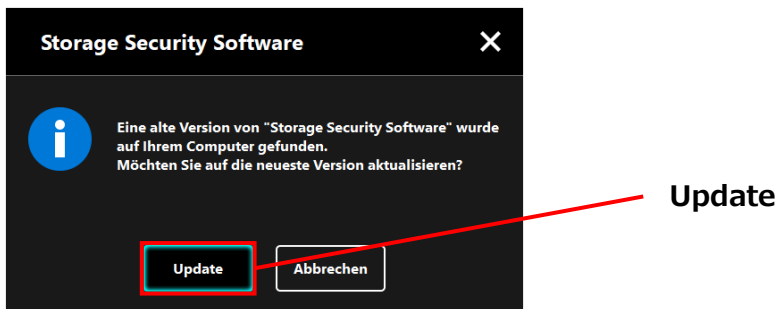 Storage Security Software
Eine alte Version von "Storage Security Software" wurde
auf Ihrem Computer gefunden.
Möchten Sie auf die neueste Version aktualisieren?
Update
Update
Abbrechen